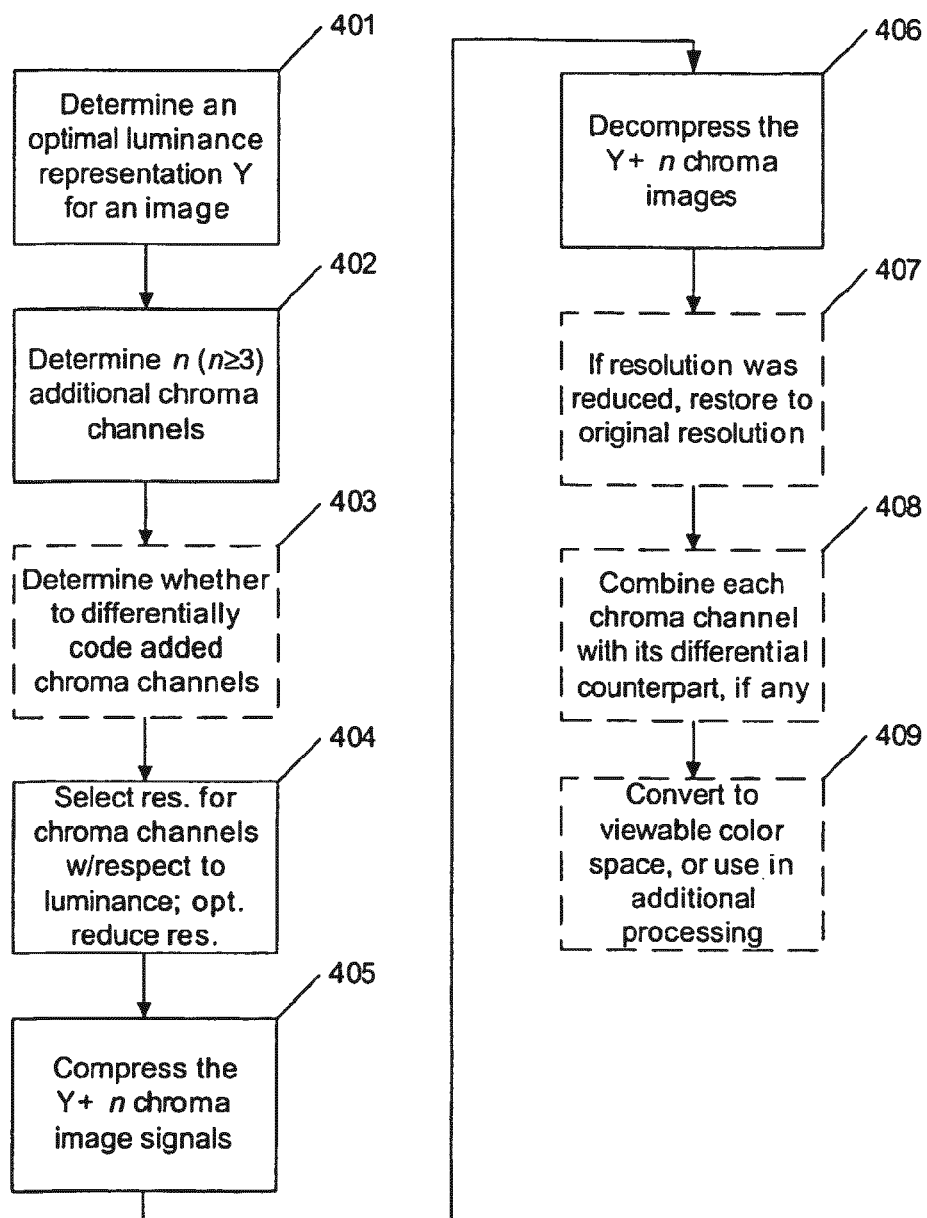 401
Determine an
optimal luminance
representation Y
for an image
402
Determine n (n≥3)
additional chroma
channels
403
Determine whether
to differentially
code added
chroma channels
404
Select res. for
chroma channels
w/respect to
luminance; opt.
reduce res.
405
Compress the
Y+ n chroma
image signals
406
Decompress the
Y+ n chroma
images
407
If resolution was
reduced, restore to
original resolution
408
Combine each
chroma channel
with its differential
counterpart, if any
409
Convert to
viewable color
space, or use in
additional
processing